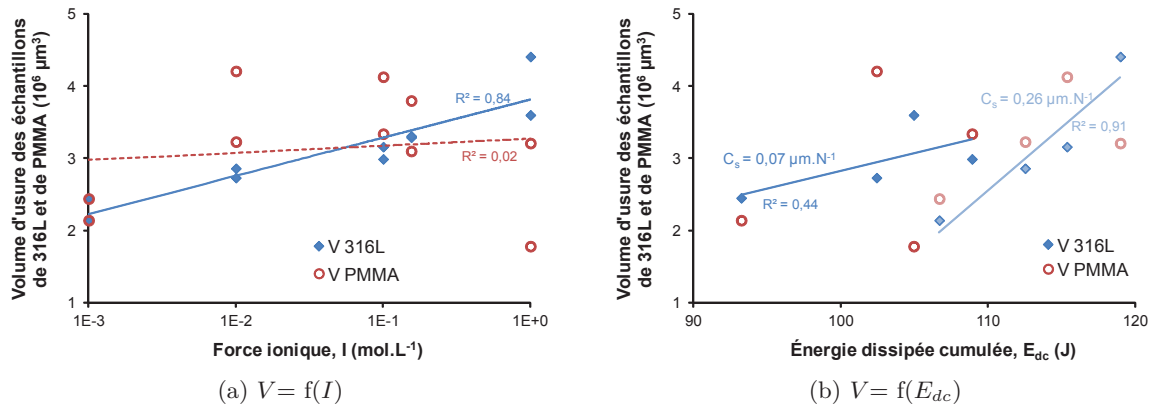 Volume d'usure des échantillons
de 316L et de PMMA (10⁶ µm³)
5
4
3
2
1
R² = 0,84
R² = 0,02
V 316L
V PMMA
1E-3
1E-2
1E-1
1E+0
Force ionique, I (mol.L⁻¹)
(a) V= f(I)
Volume d'usure des échantillons
de 316L et de PMMA (10⁶ µm³)
5
4
3
2
1
Cₛ = 0,26 µm.N⁻¹
R² = 0,91
Cₛ = 0,07 µm.N⁻¹
R² = 0,44
V 316L
V PMMA
90
100
110
120
Énergie dissipée cumulée, E_dc (J)
(b) V= f(E_dc)